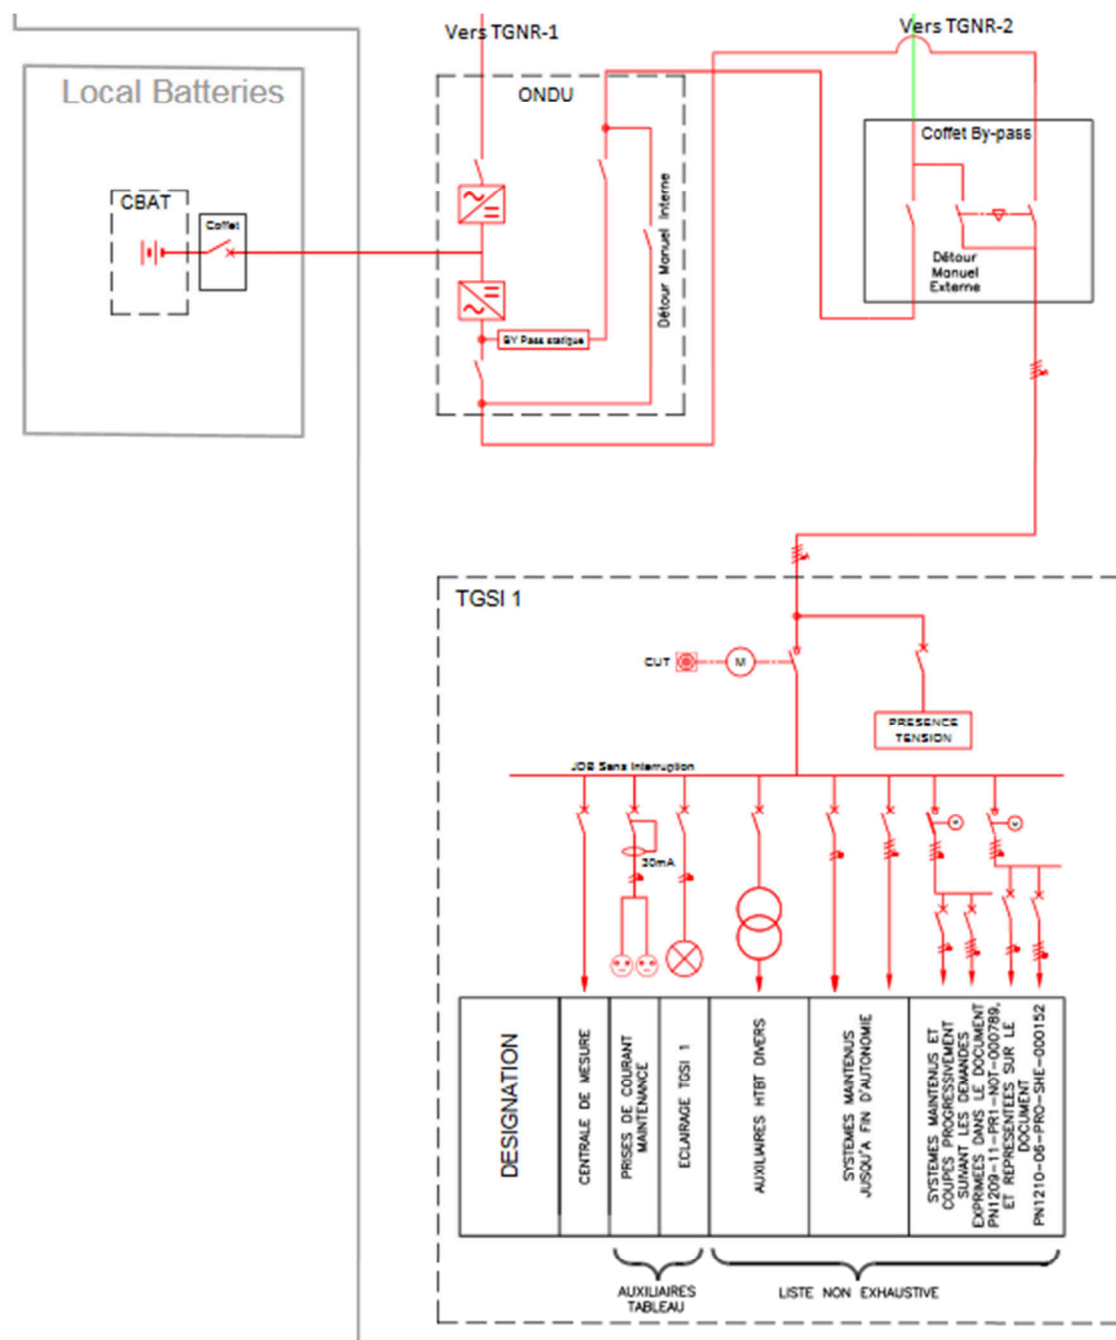 Vers TGNR-1
Vers TGNR-2
Local Batteries
ONDU
Coffet By-pass
CBAT
Coffet
Détour Manuel Interne
Détour
Manuel
Externe
BY Pass statique
TGSI 1
CUT
M
PRESENCE
TENSION
JDB Sans Interruption
30mA
DESIGNATION
CENTRALE DE MESURE
PRISES DE COURANT
MAINTENANCE
ECLAIRAGE TGSI 1
AUXILIAIRES HTBT DIVERS
SYSTEMES MAINTENUS
JUSQU'A FIN D'AUTONOMIE
SYSTEMES MAINTENUS ET
COUPES PROGRESSIVEMENT
SUIVANT LES DEMANDES
EXPRIMEES DANS LE DOCUMENT
PN1209-11-PR1-NOT-000789,
ET REPRESENTEES SUR LE
DOCUMENT
PN1210-06-PRO-SHE-000152
AUXILIAIRES
TABLEAU
LISTE NON EXHAUSTIVE